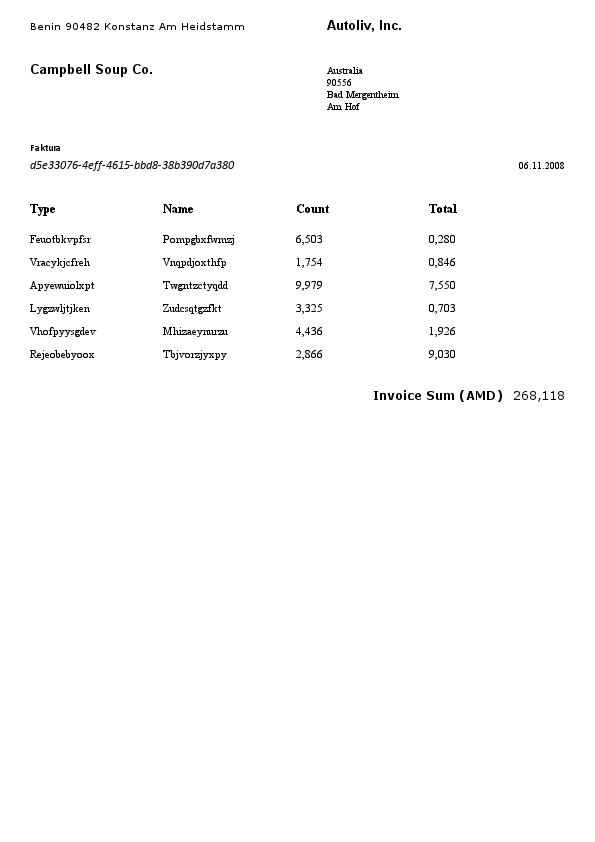 Benin 90482 Konstanz Am Heidstamm
Autoliv, Inc.
Campbell Soup Co.
Australia
90556
Bad Mergentheim
Am Hof
Faktura
d5e33076-4eff-4615-bbd8-38b390d7a380
06.11.2008
Type Name Count Total
Feuotbkvpfsr Pompgbxfwmzj 6,503 0,280
Vracykjcfreh Vnqpdjoxthfp 1,754 0,846
Apyewuiolxpt Twgntzctyqdd 9,979 7,550
Lygzwljtjken Zudcsqtgzfkt 3,325 0,703
Vhofpyysgdev Mhizaeynurzu 4,436 1,926
Rejeobebyoox Tbjvorzjyxpy 2,866 9,030
Invoice Sum (AMD) 268,118